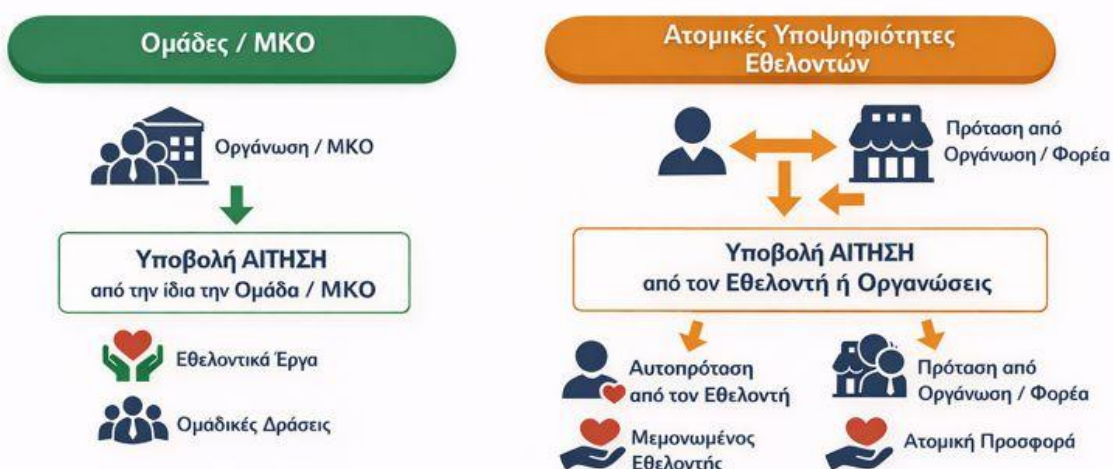 Ομάδες / ΜΚΟ
Οργάνωση / ΜΚΟ
Υποβολή ΑΙΤΗΣΗ
από την ίδια την Ομάδα / ΜΚΟ
Εθελοντικά Έργα
Ομάδικές Δράσεις
Ατομικές Υποψηφιότητες
Εθελοντών
Πρόταση από
Οργάνωση / Φορέα
Υποβολή ΑΙΤΗΣΗ
από τον Εθελοντή ή Οργανώσεις
Αυτοπρόταση
από τον Εθελοντή
Πρόταση από
Οργάνωση / Φορέα
Μεμονωμένος
Εθελοντής
Ατομική Προσφορά